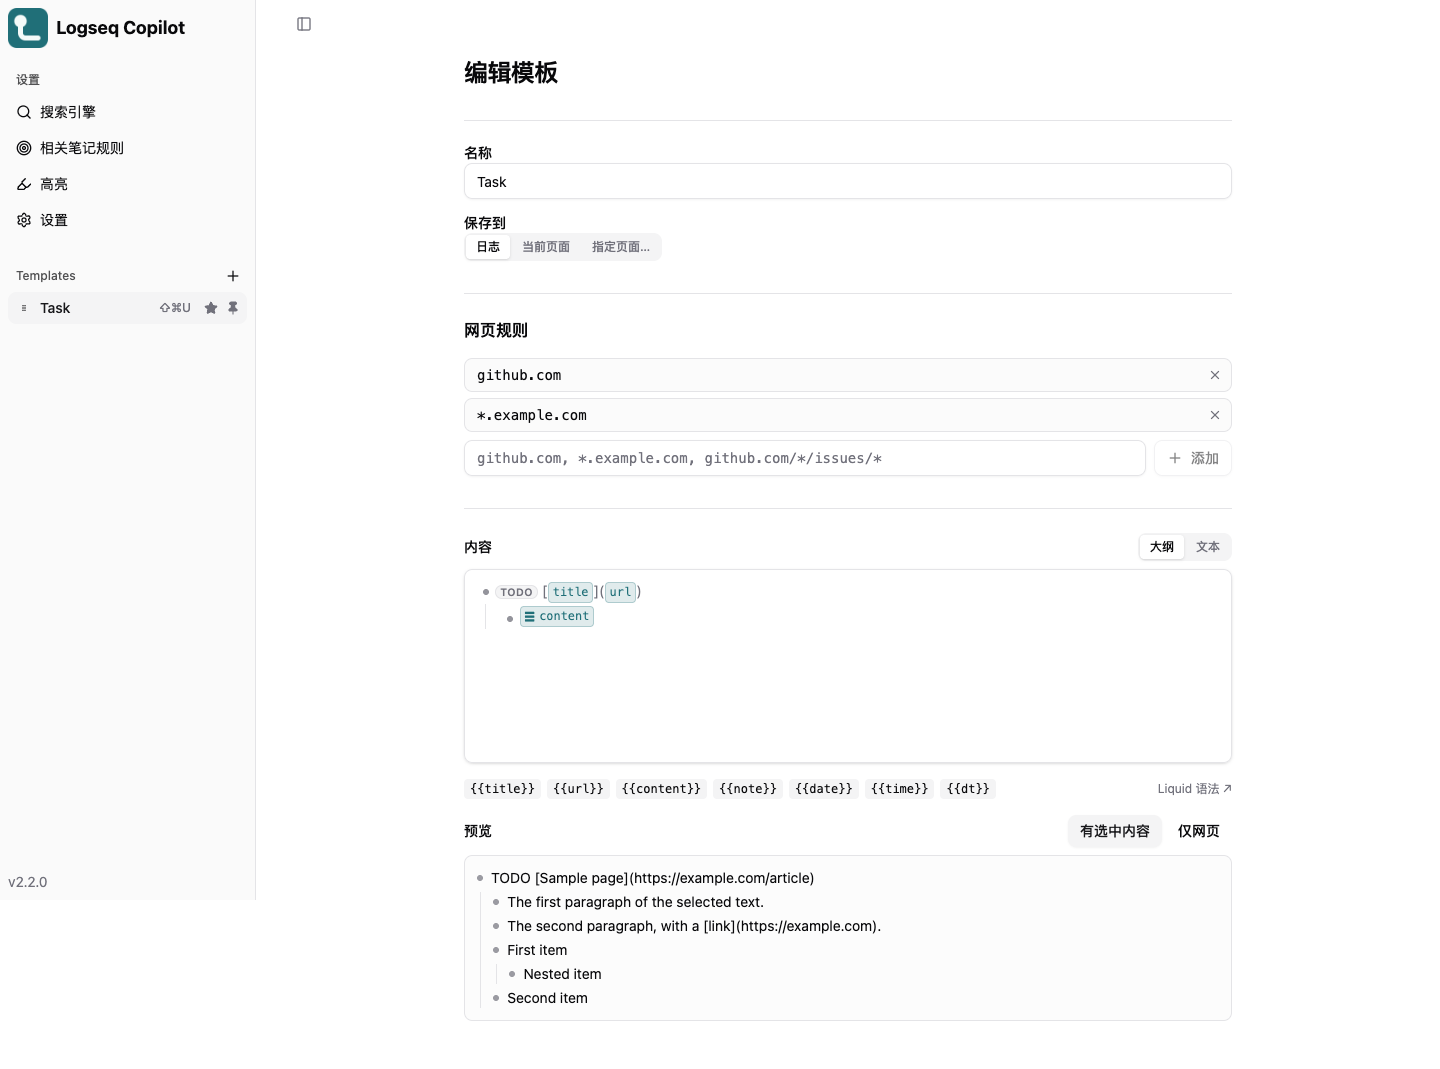 Logseq Copilot
设置
搜索引擎
相关笔记规则
高亮
设置
Templates
Task ⇧⌘U
v2.2.0
编辑模板
名称
Task
保存到
日志 当前页面 指定页面...
网页规则
github.com
*.example.com
github.com, *.example.com, github.com/*/issues/* 添加
内容 大纲 文本
TODO [title](url)
content
{{title}} {{url}} {{content}} {{note}} {{date}} {{time}} {{dt}} Liquid 语法
预览 有选中内容 仅网页
TODO [Sample page](https://example.com/article)
The first paragraph of the selected text.
The second paragraph, with a [link](https://example.com).
First item
Nested item
Second item